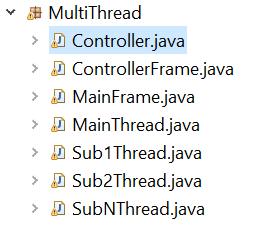 MultiThread
Controller.java
ControllerFrame.java
MainFrame.java
MainThread.java
Sub1Thread.java
Sub2Thread.java
SubNThread.java